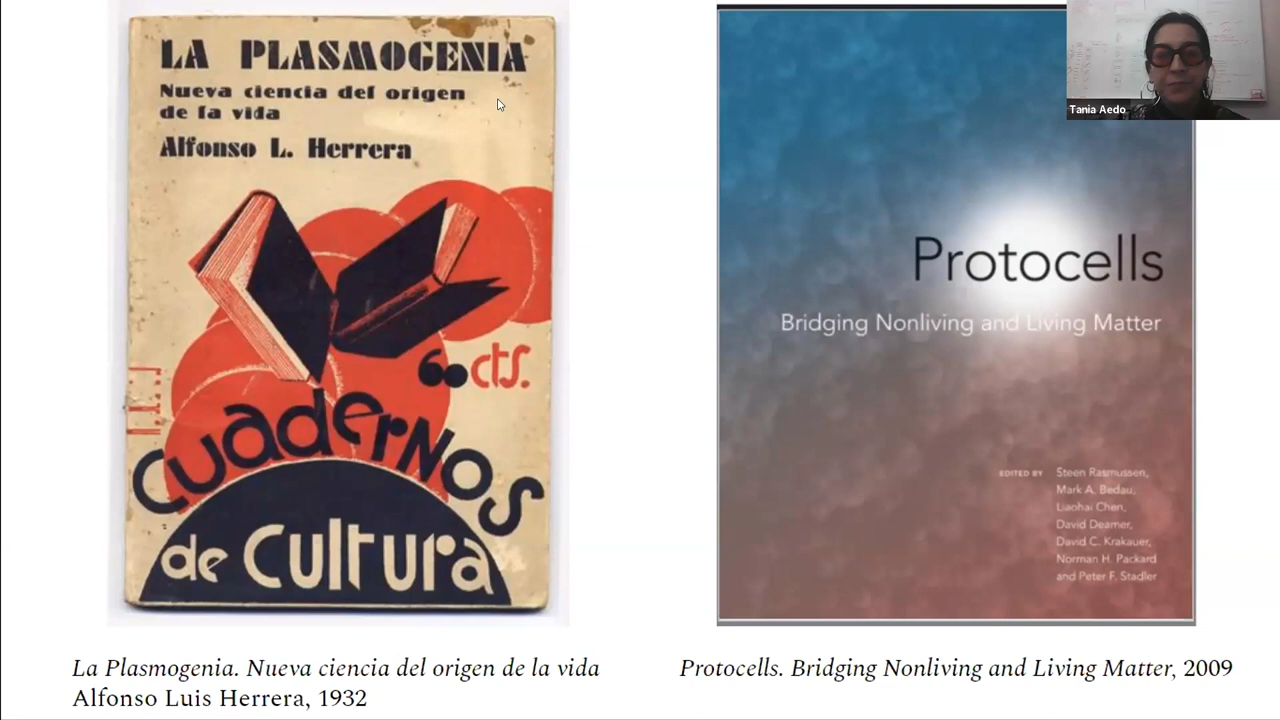 LA PLASMOGENIA
Nueva ciencia del origen
de la vida
Alfonso L. Herrera
60 cts.
Cuadernos
de Cultura
Protocells
Bridging Nonliving and Living Matter
EDITED BY Steen Rasmussen,
Mark A. Bedau,
Liaohai Chen,
David Deamer,
David C. Krakauer,
Norman H. Packard
and Peter F. Stadler
Tania Aedo
La Plasmogenia. Nueva ciencia del origen de la vida
Alfonso Luis Herrera, 1932
Protocells. Bridging Nonliving and Living Matter, 2009